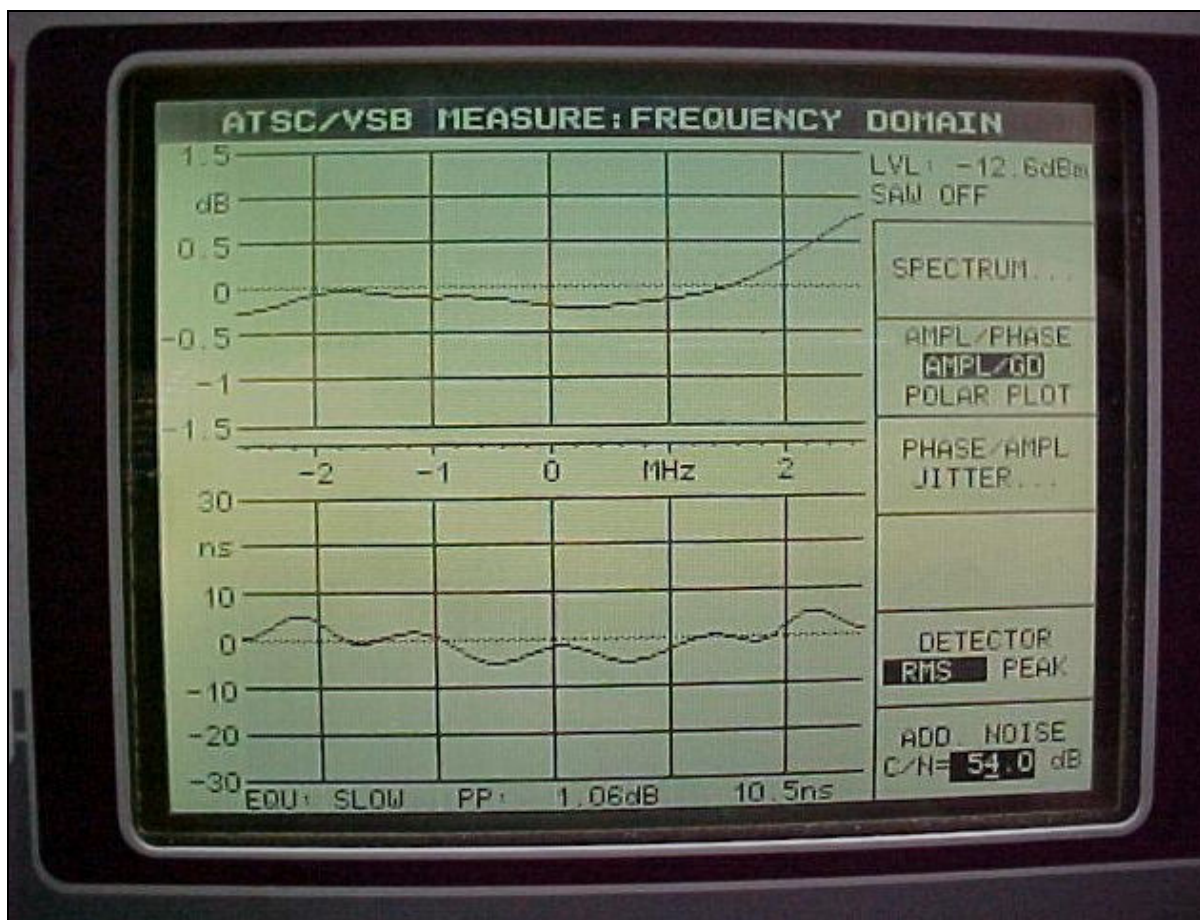 ATSC/VSB MEASURE:FREQUENCY DOMAIN
1.5
dB
0.5
0
-0.5
-1
-1.5
-2 -1 0 MHz 2
30
ns
10
0
-10
-20
-30
EQU: SLOW PP: 1.06dB 10.5ns
LVL: -12.6dBm
SAW OFF
SPECTRUM...
AMPL/PHASE
AMPL/GD
POLAR PLOT
PHASE/AMPL
JITTER...
DETECTOR
RMS PEAK
ADD. NOISE
C/N= 54.0 dB